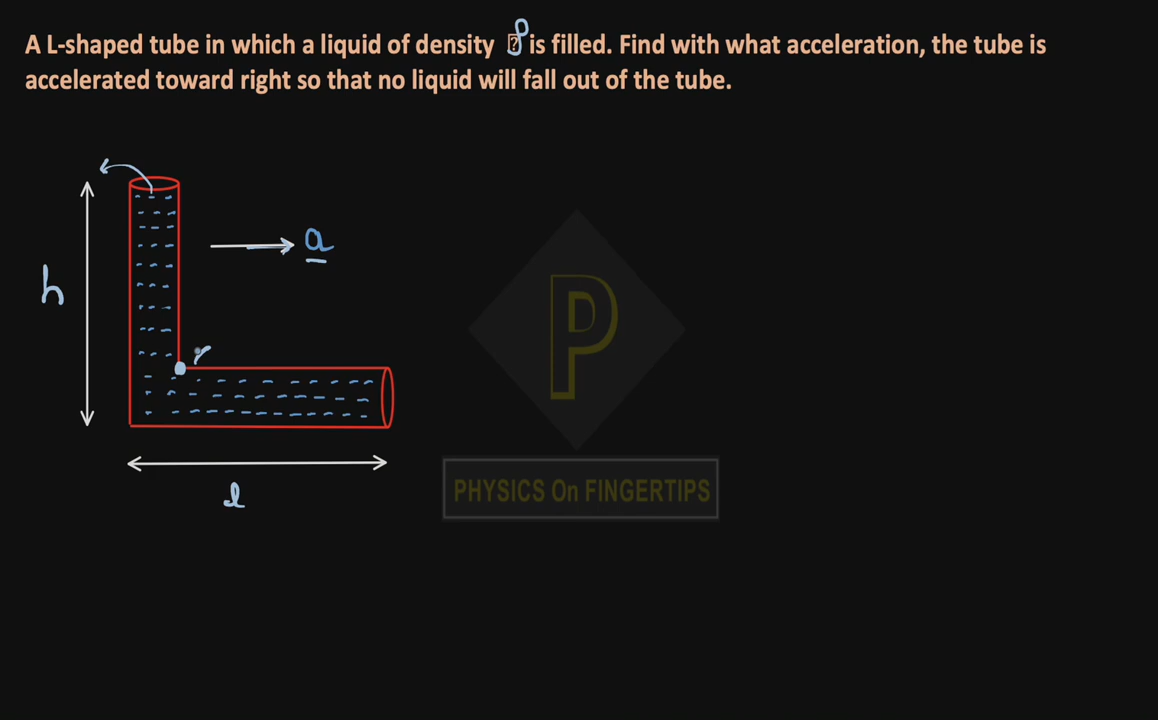 A L-shaped tube in which a liquid of density ρ is filled. Find with what acceleration, the tube is
accelerated toward right so that no liquid will fall out of the tube.
a
h
r
l
P
PHYSICS On FINGERTIPS